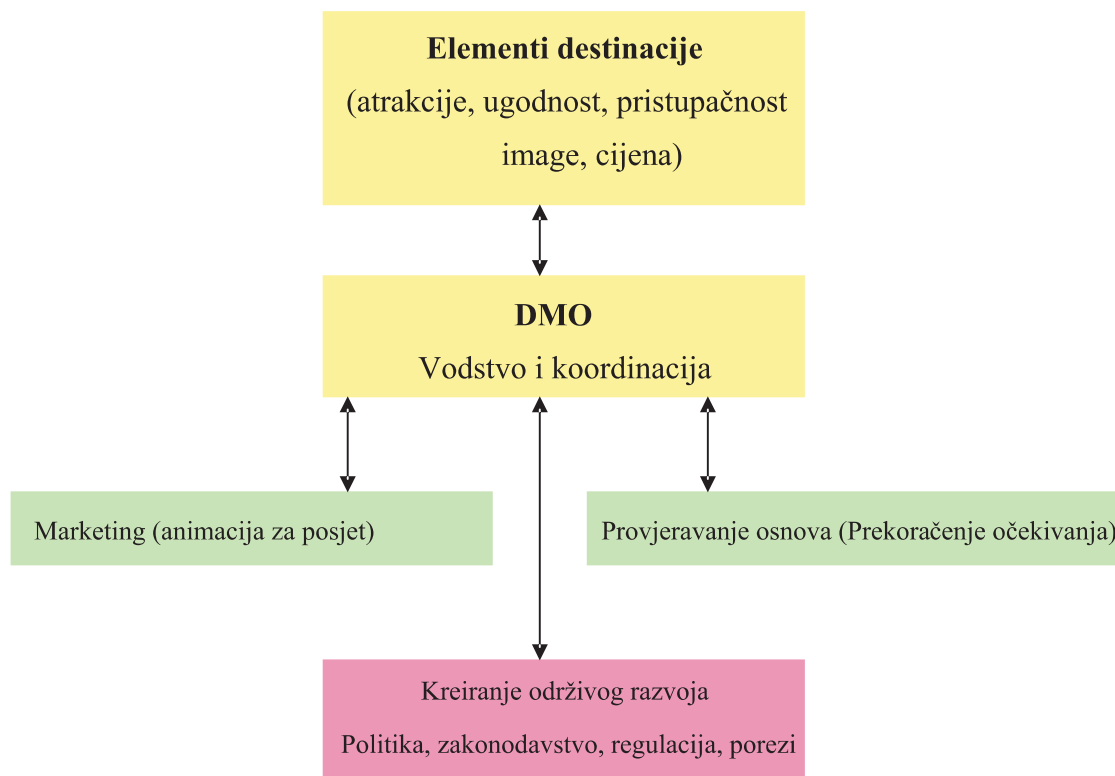 Elementi destinacije
(atrakcije, ugodnost, pristupačnost
image, cijena)
DMO
Vodstvo i koordinacija
Marketing (animacija za posjet)
Provjeravanje osnova (Prekoračenje očekivanja)
Kreiranje održivog razvoja
Politika, zakonodavstvo, regulacija, porezi